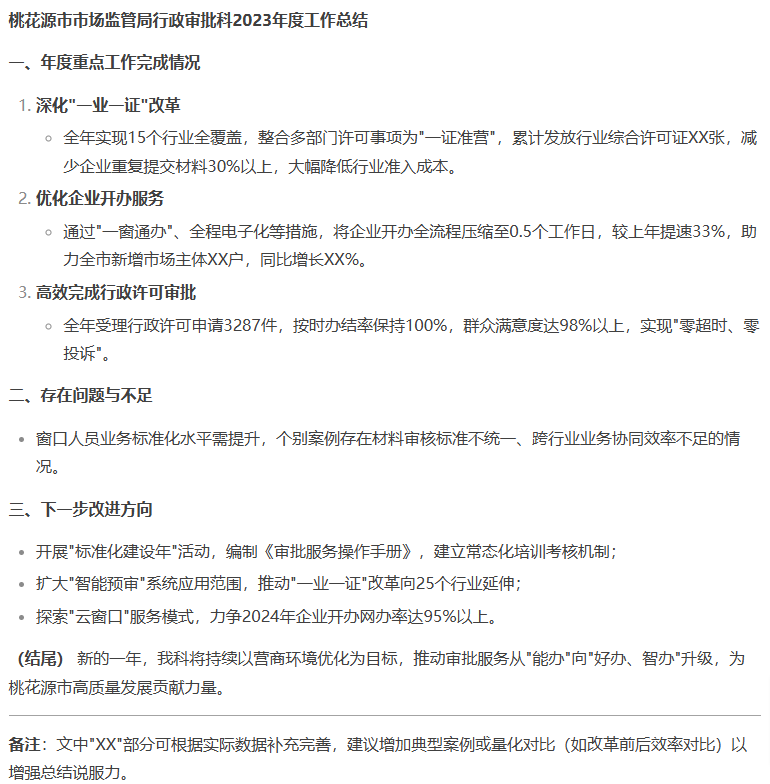 桃花源市市场监管局行政审批科2023年度工作总结
一、年度重点工作完成情况
1. 深化"一业一证"改革
◦ 全年实现15个行业全覆盖，整合多部门许可事项为"一证准营"，累计发放行业综合许可证XX张，减
少企业重复提交材料30%以上，大幅降低行业准入成本。
2. 优化企业开办服务
◦ 通过"一窗通办"、全程电子化等措施，将企业开办全流程压缩至0.5个工作日，较上年提速33%，助
力全市新增市场主体XX户，同比增长XX%。
3. 高效完成行政许可审批
◦ 全年受理行政许可申请3287件，按时办结率保持100%，群众满意度达98%以上，实现"零超时、零
投诉"。
二、存在问题与不足
• 窗口人员业务标准化水平需提升，个别案例存在材料审核标准不统一、跨行业业务协同效率不足的情
况。
三、下一步改进方向
• 开展"标准化建设年"活动，编制《审批服务操作手册》，建立常态化培训考核机制；
• 扩大"智能预审"系统应用范围，推动"一业一证"改革向25个行业延伸；
• 探索"云窗口"服务模式，力争2024年企业开办网办率达95%以上。
（结尾） 新的一年，我科将持续以营商环境优化为目标，推动审批服务从"能办"向"好办、智办"升级，为
桃花源市高质量发展贡献力量。
备注：文中"XX"部分可根据实际数据补充完善，建议增加典型案例或量化对比（如改革前后效率对比）以
增强总结说服力。